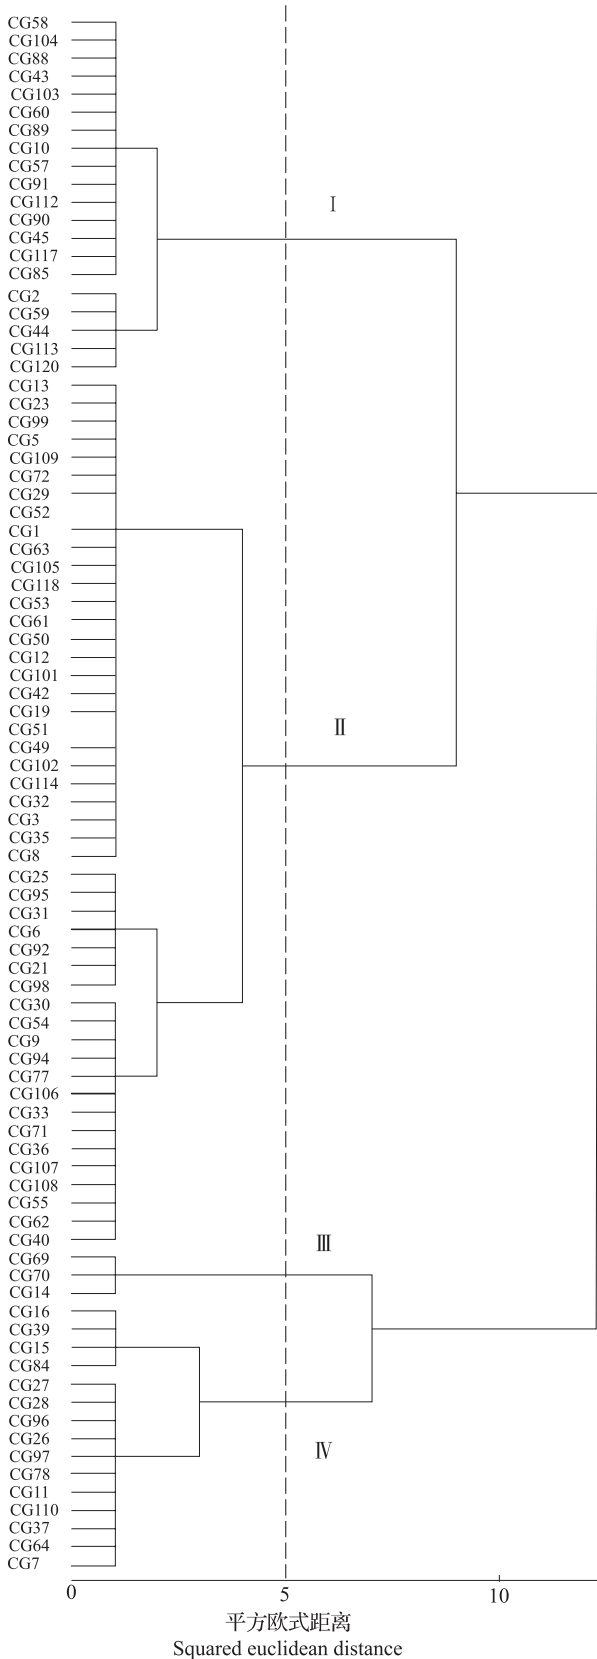 CG58
CG104
CG88
CG43
CG103
CG60
CG89
CG10
CG57
CG91
CG112
Ⅰ
CG90
CG45
CG117
CG85
CG2
CG59
CG44
CG113
CG120
CG13
CG23
CG99
CG5
CG109
CG72
CG29
CG52
CG1
CG63
CG105
CG118
CG53
CG61
CG50
CG12
CG101
CG42
CG19
CG51
Ⅱ
CG49
CG102
CG114
CG32
CG3
CG35
CG8
CG25
CG95
CG31
CG6
CG92
CG21
CG98
CG30
CG54
CG9
CG94
CG77
CG106
CG33
CG71
CG36
CG107
CG108
CG55
CG62
CG40
Ⅲ
CG69
CG70
CG14
CG16
CG39
CG15
CG84
CG27
CG28
CG96
CG26
Ⅳ
CG97
CG78
CG11
CG110
CG37
CG64
CG7
0 5 10
平方欧式距离
Squared euclidean distance